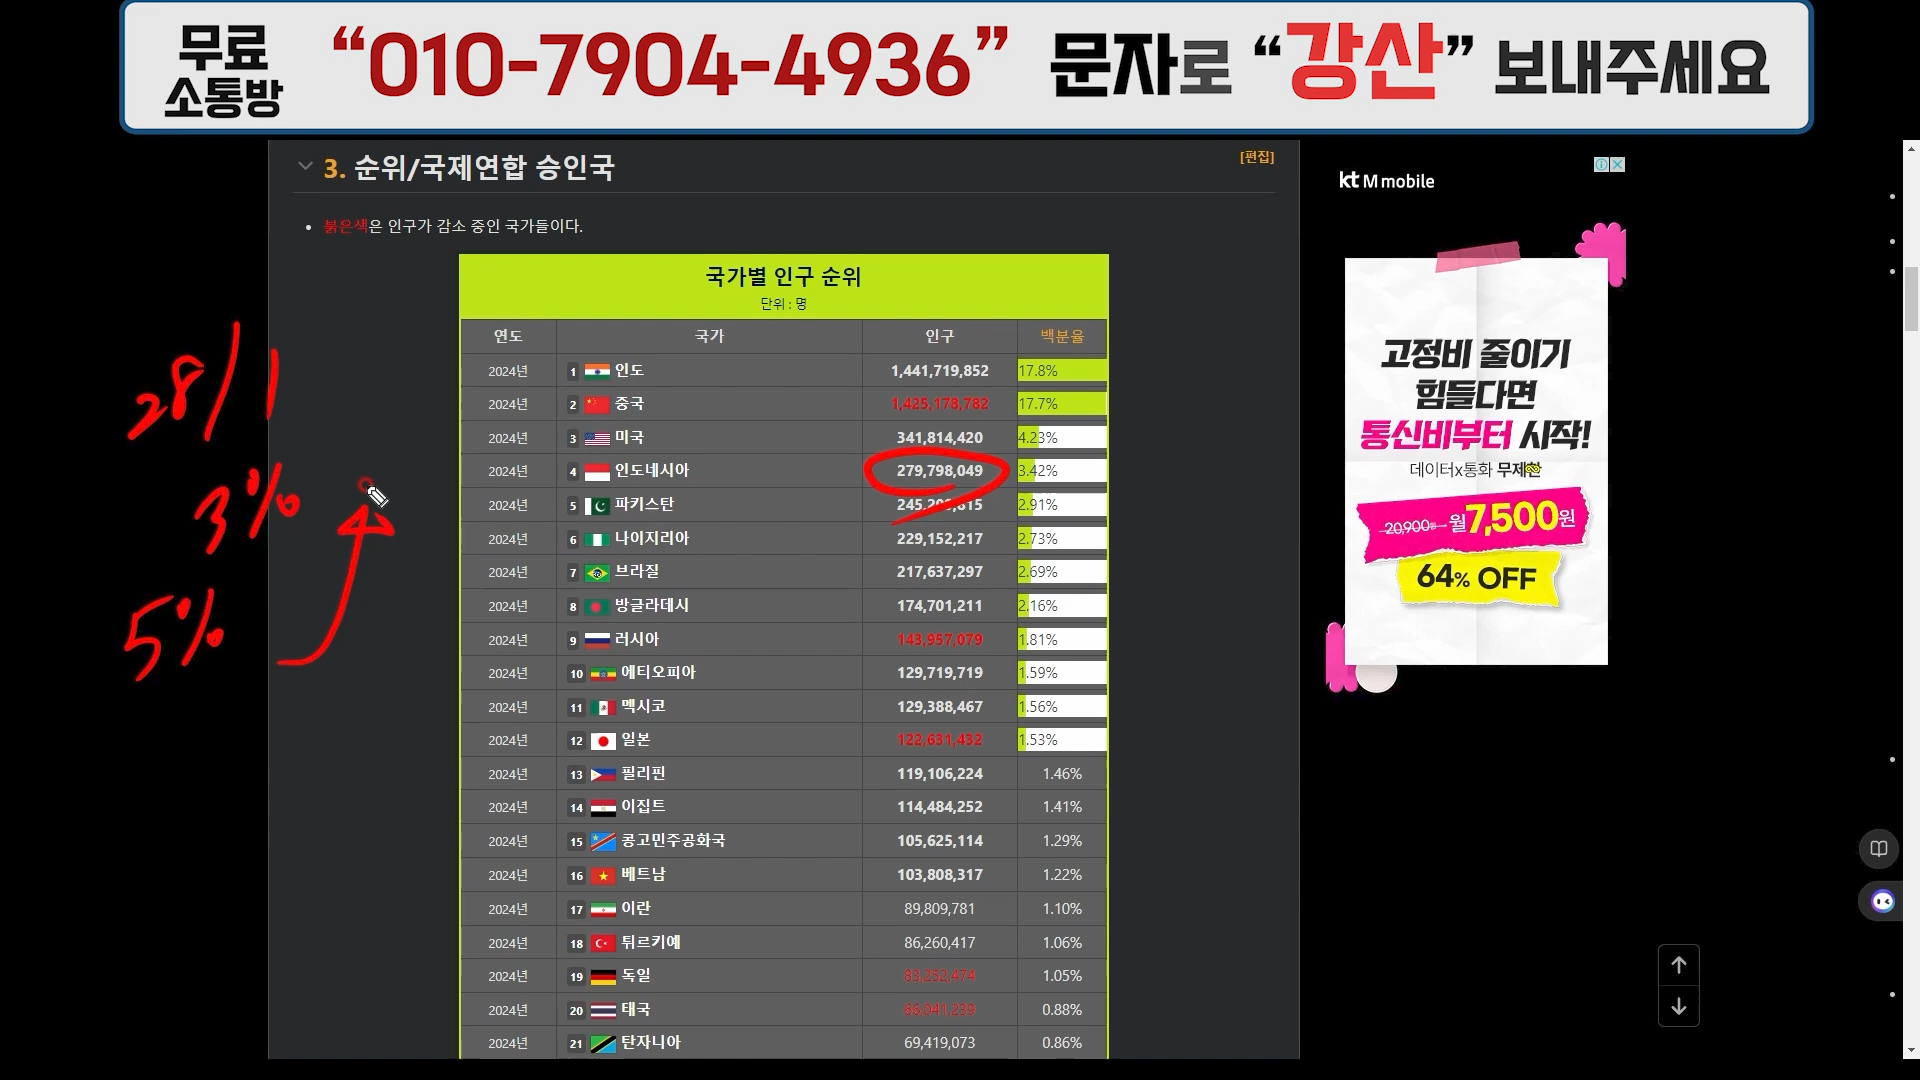 무료
소통방
“010-7904-4936” 문자로 “강산” 보내주세요
3. 순위/국제연합 승인국
[편집]
붉은색은 인구가 감소 중인 국가들이다.
국가별 인구 순위
단위 : 명
연도 국가 인구 백분율
2024년 1 인도 1,441,719,852 17.8%
2024년 2 중국 1,425,178,782 17.7%
2024년 3 미국 341,814,420 4.23%
2024년 4 인도네시아 279,798,049 3.42%
2024년 5 파키스탄 2.91%
2024년 6 나이지리아 229,152,217 2.73%
2024년 7 브라질 217,637,297 2.69%
2024년 8 방글라데시 174,701,211 2.16%
2024년 9 러시아 143,957,079 1.81%
2024년 10 에티오피아 129,719,719 1.59%
2024년 11 멕시코 129,388,467 1.56%
2024년 12 일본 122,631,432 1.53%
2024년 13 필리핀 119,106,224 1.46%
2024년 14 이집트 114,484,252 1.41%
2024년 15 콩고민주공화국 105,625,114 1.29%
2024년 16 베트남 103,808,317 1.22%
2024년 17 이란 89,809,781 1.10%
2024년 18 튀르키예 86,260,417 1.06%
2024년 19 독일 83,252,474 1.05%
2024년 20 태국 0.88%
2024년 21 탄자니아 69,419,073 0.86%
28/1
3%
5%
kt M mobile
고정비 줄이기
힘들다면
통신비부터 시작!
데이터x통화 무제한
20,900원 월7,500원
64% OFF